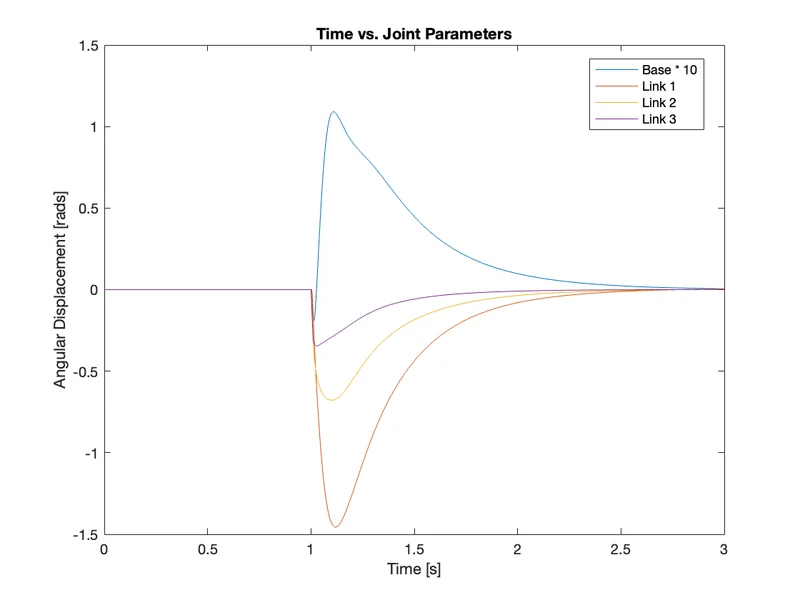 Time vs. Joint Parameters
1.5
1
0.5
0
-0.5
-1
-1.5
Angular Displacement [rads]
Base * 10
Link 1
Link 2
Link 3
0 0.5 1 1.5 2 2.5 3
Time [s]